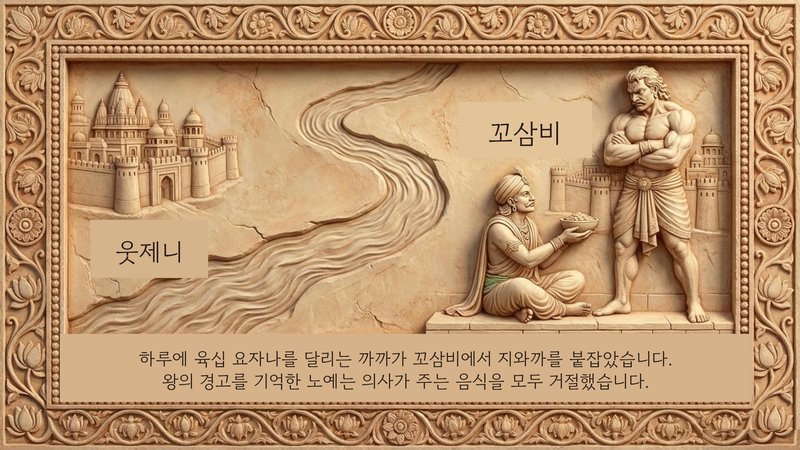 꼬삼비
웃제니
하루에 육십 요자나를 달리는 까까가 꼬삼비에서 지와까를 붙잡았습니다.
왕의 경고를 기억한 노예는 의사가 주는 음식을 모두 거절했습니다.